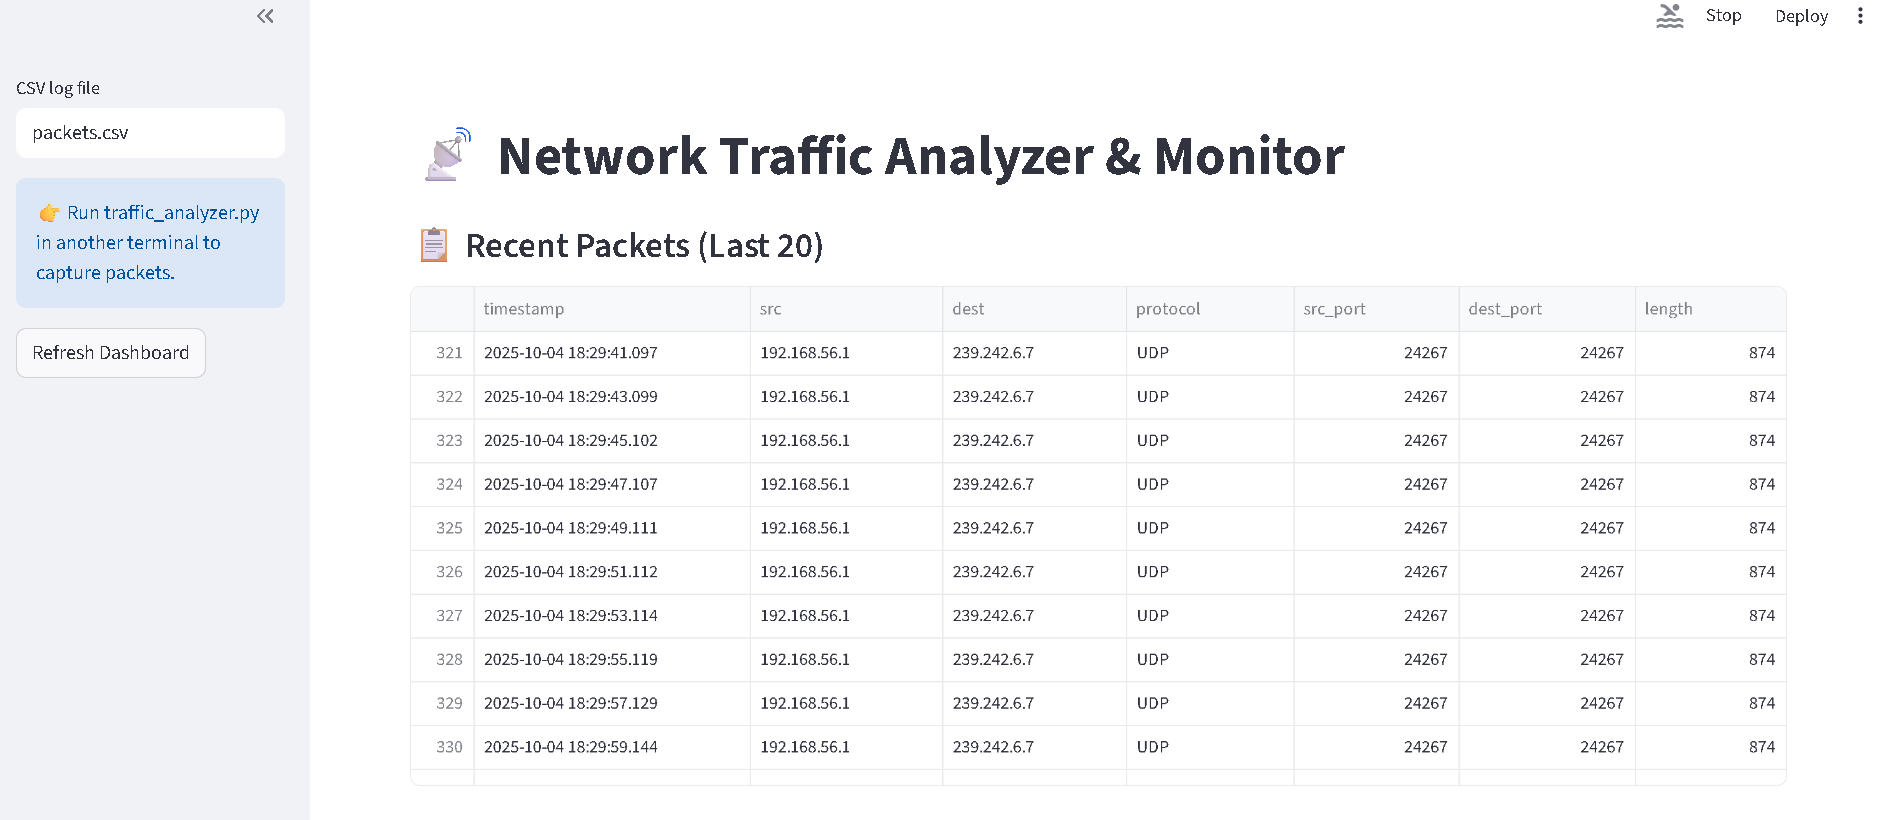 Stop Deploy
CSV log file
packets.csv
👉 Run traffic_analyzer.py
in another terminal to
capture packets.
Refresh Dashboard
Network Traffic Analyzer & Monitor
Recent Packets (Last 20)
timestamp src dest protocol src_port dest_port length
321 2025-10-04 18:29:41.097 192.168.56.1 239.242.6.7 UDP 24267 24267 874
322 2025-10-04 18:29:43.099 192.168.56.1 239.242.6.7 UDP 24267 24267 874
323 2025-10-04 18:29:45.102 192.168.56.1 239.242.6.7 UDP 24267 24267 874
324 2025-10-04 18:29:47.107 192.168.56.1 239.242.6.7 UDP 24267 24267 874
325 2025-10-04 18:29:49.111 192.168.56.1 239.242.6.7 UDP 24267 24267 874
326 2025-10-04 18:29:51.112 192.168.56.1 239.242.6.7 UDP 24267 24267 874
327 2025-10-04 18:29:53.114 192.168.56.1 239.242.6.7 UDP 24267 24267 874
328 2025-10-04 18:29:55.119 192.168.56.1 239.242.6.7 UDP 24267 24267 874
329 2025-10-04 18:29:57.129 192.168.56.1 239.242.6.7 UDP 24267 24267 874
330 2025-10-04 18:29:59.144 192.168.56.1 239.242.6.7 UDP 24267 24267 874